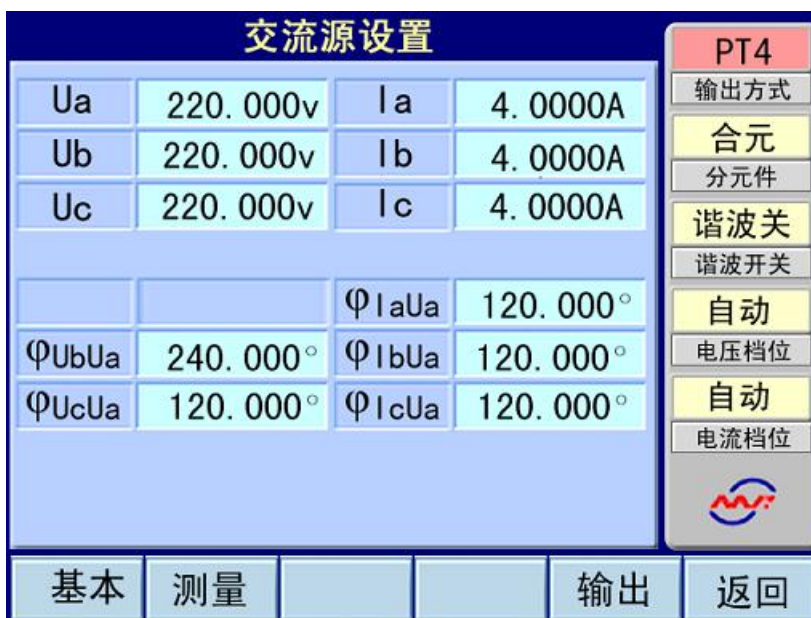 交流源设置
PT4
输出方式
合元
分元件
谐波关
谐波开关
自动
电压档位
自动
电流档位
Ua 220.000v Ia 4.0000A
Ub 220.000v Ib 4.0000A
Uc 220.000v Ic 4.0000A
φIaUa 120.000°
φUbUa 240.000° φIbUa 120.000°
φUcUa 120.000° φIcUa 120.000°
基本 测量 输出 返回